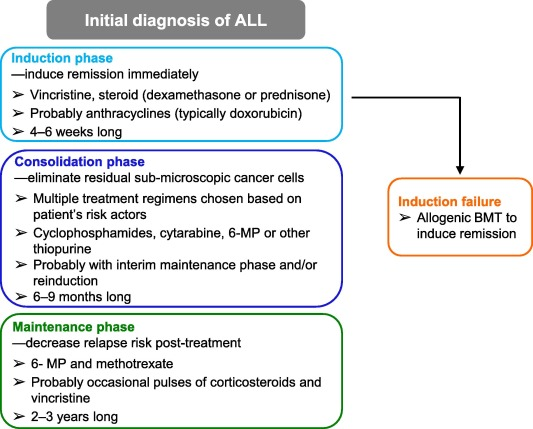 Initial diagnosis of ALL
Induction phase
—induce remission immediately
➢ Vincristine, steroid (dexamethasone or prednisone)
➢ Probably anthracyclines (typically doxorubicin)
➢ 4–6 weeks long
Consolidation phase
—eliminate residual sub-microscopic cancer cells
➢ Multiple treatment regimens chosen based on
patient's risk actors
➢ Cyclophosphamides, cytarabine, 6-MP or other
thiopurine
➢ Probably with interim maintenance phase and/or
reinduction
➢ 6–9 months long
Induction failure
➢ Allogenic BMT to
induce remission
Maintenance phase
—decrease relapse risk post-treatment
➢ 6- MP and methotrexate
➢ Probably occasional pulses of corticosteroids and
vincristine
➢ 2–3 years long